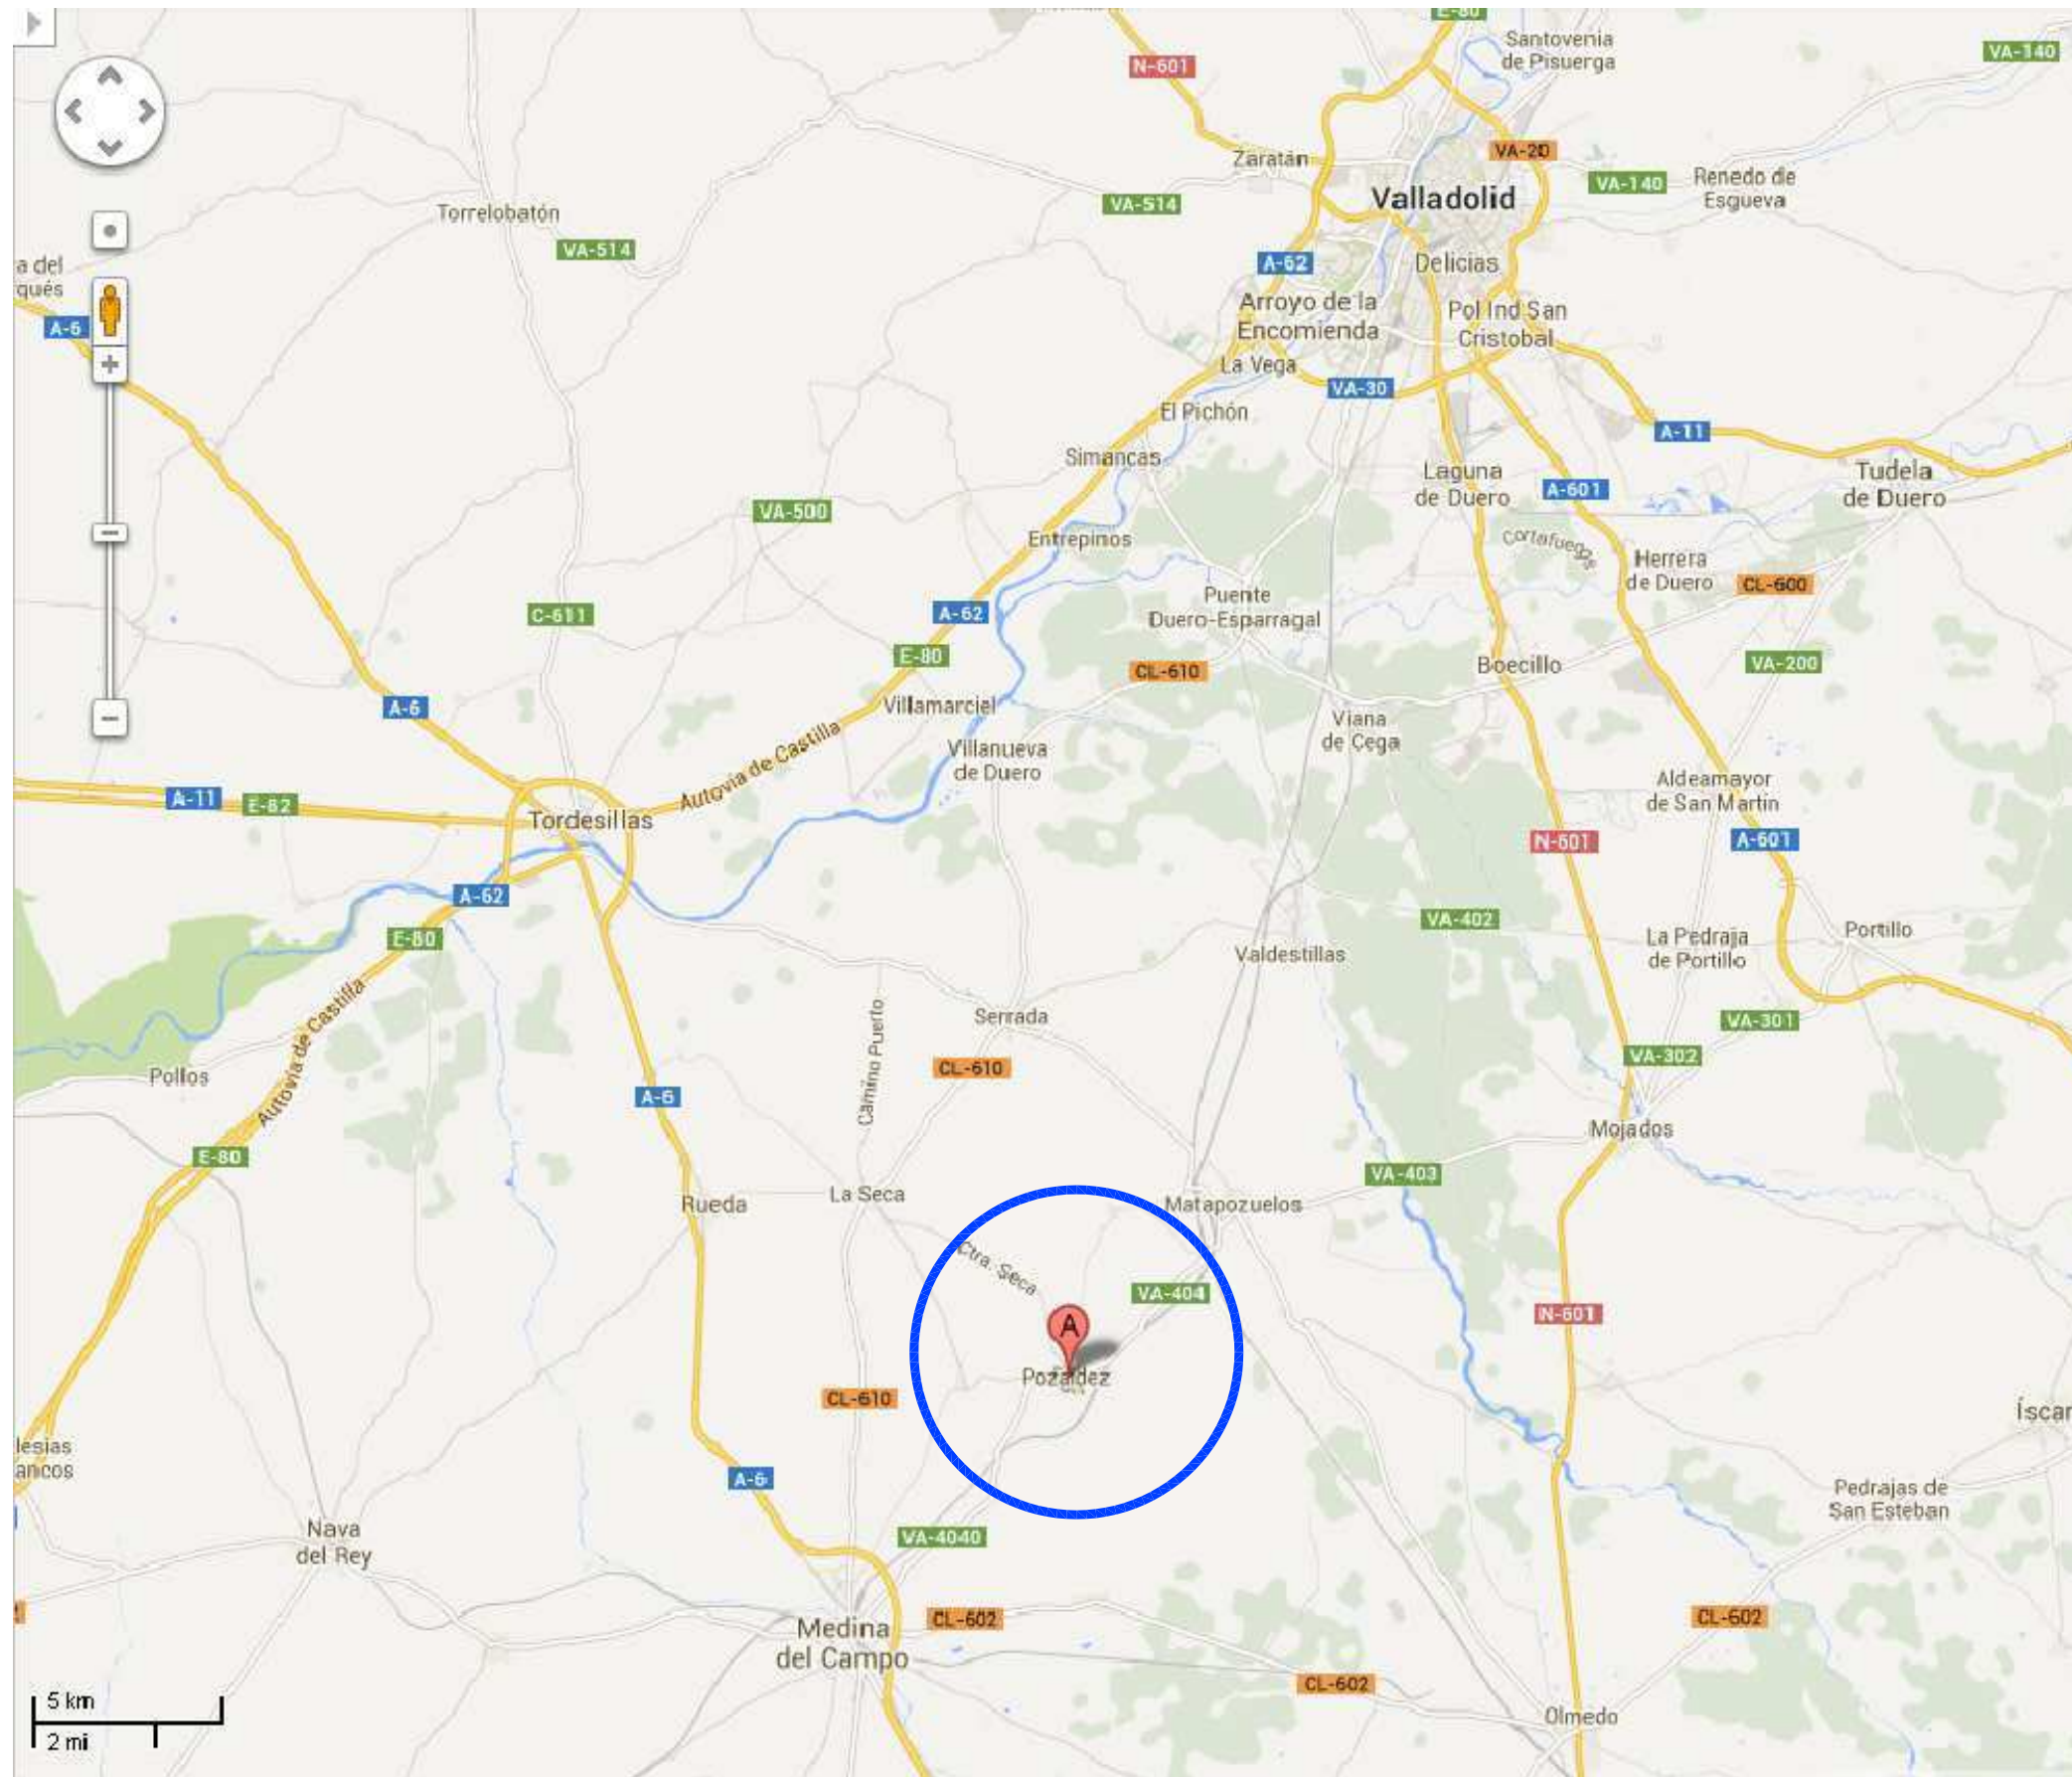 E-80
Santovenia
de Pisuerga
VA-140
N-601
VA-20
Zaratán
VA-140
Renedo de
Esgueva
Valladolid
VA-514
Torrelobatón
VA-514
a del
qués
A-62
Delicias
A-6
Arroyo de la
Encomienda
Pol Ind San
Cristobal
La Vega
VA-30
El Pichón
A-11
Simancas
Laguna
de Duero
A-601
Tudela
de Duero
VA-500
Entrepinos
Cortafuegos
Herrera
de Duero
CL-600
C-611
A-62
Puente
Duero-Esparragal
E-80
CL-610
Boecillo
VA-200
A-6
Villamarciel
Viana
de Cega
Autovía de Castilla
Villanueva
de Duero
A-11
E-82
Tordesillas
Aldeamayor
de San Martín
N-601
A-601
A-62
E-80
VA-402
La Pedraja
de Portillo
Portillo
Valdestillas
Autovía de Castilla
Camino Puerto
Serrada
VA-301
CL-610
VA-302
Pollos
A-6
E-80
Mojados
VA-403
Rueda
La Seca
Matapozuelos
Ctra. Seca
VA-404
N-601
A
Pozaldez
CL-610
Íscar
lesias
ancos
A-6
Pedrajas de
San Esteban
Nava
del Rey
VA-4040
Medina
del Campo
CL-602
CL-602
CL-602
5 km
2 mi
Olmedo